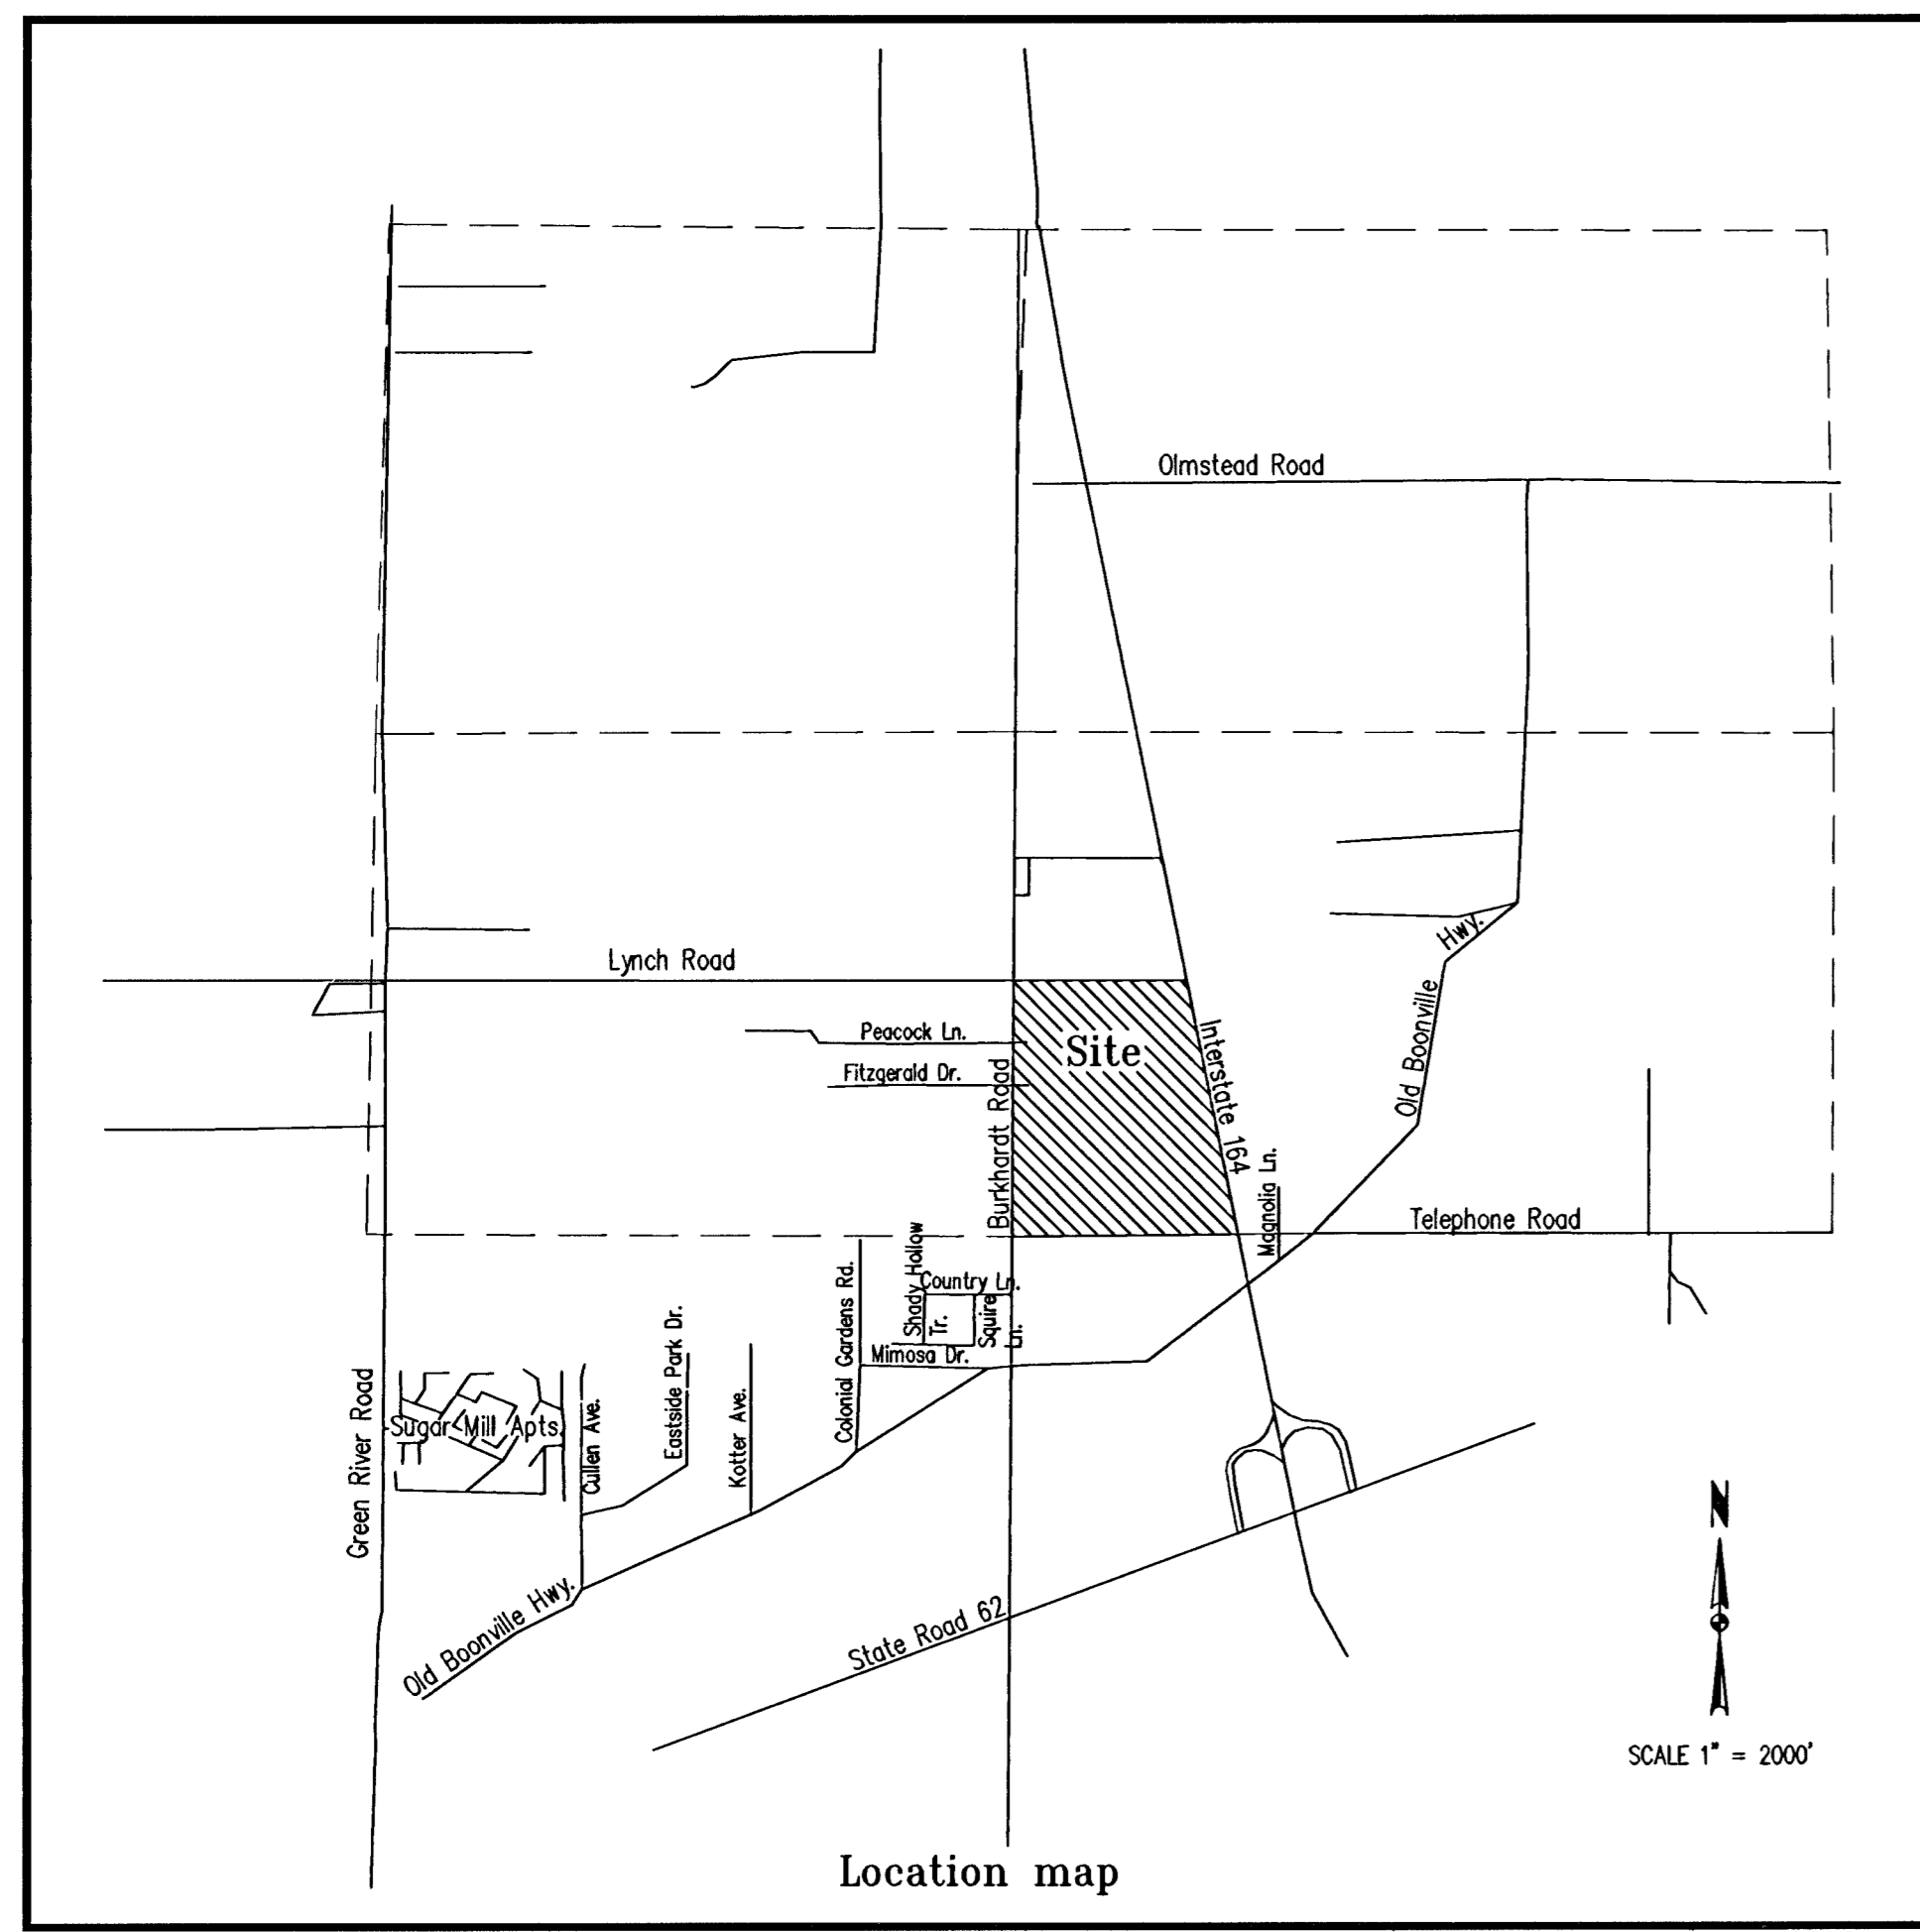 Olmstead Road
Hwy.
Old Boonville
Lynch Road
Peacock Ln.
Fitzgerald Dr.
Site
Burkhardt Road
Interstate 164
Magnolia Ln.
Telephone Road
Shady Hollow
Tr.
Country Ln.
Squire
Ln.
Colonial Gardens Rd.
Mimosa Dr.
Eastside Park Dr.
Kotter Ave.
Cullen Ave.
Sugar Mill Apts.
Green River Road
Old Boonville Hwy.
State Road 62
N
SCALE 1" = 2000'
Location map